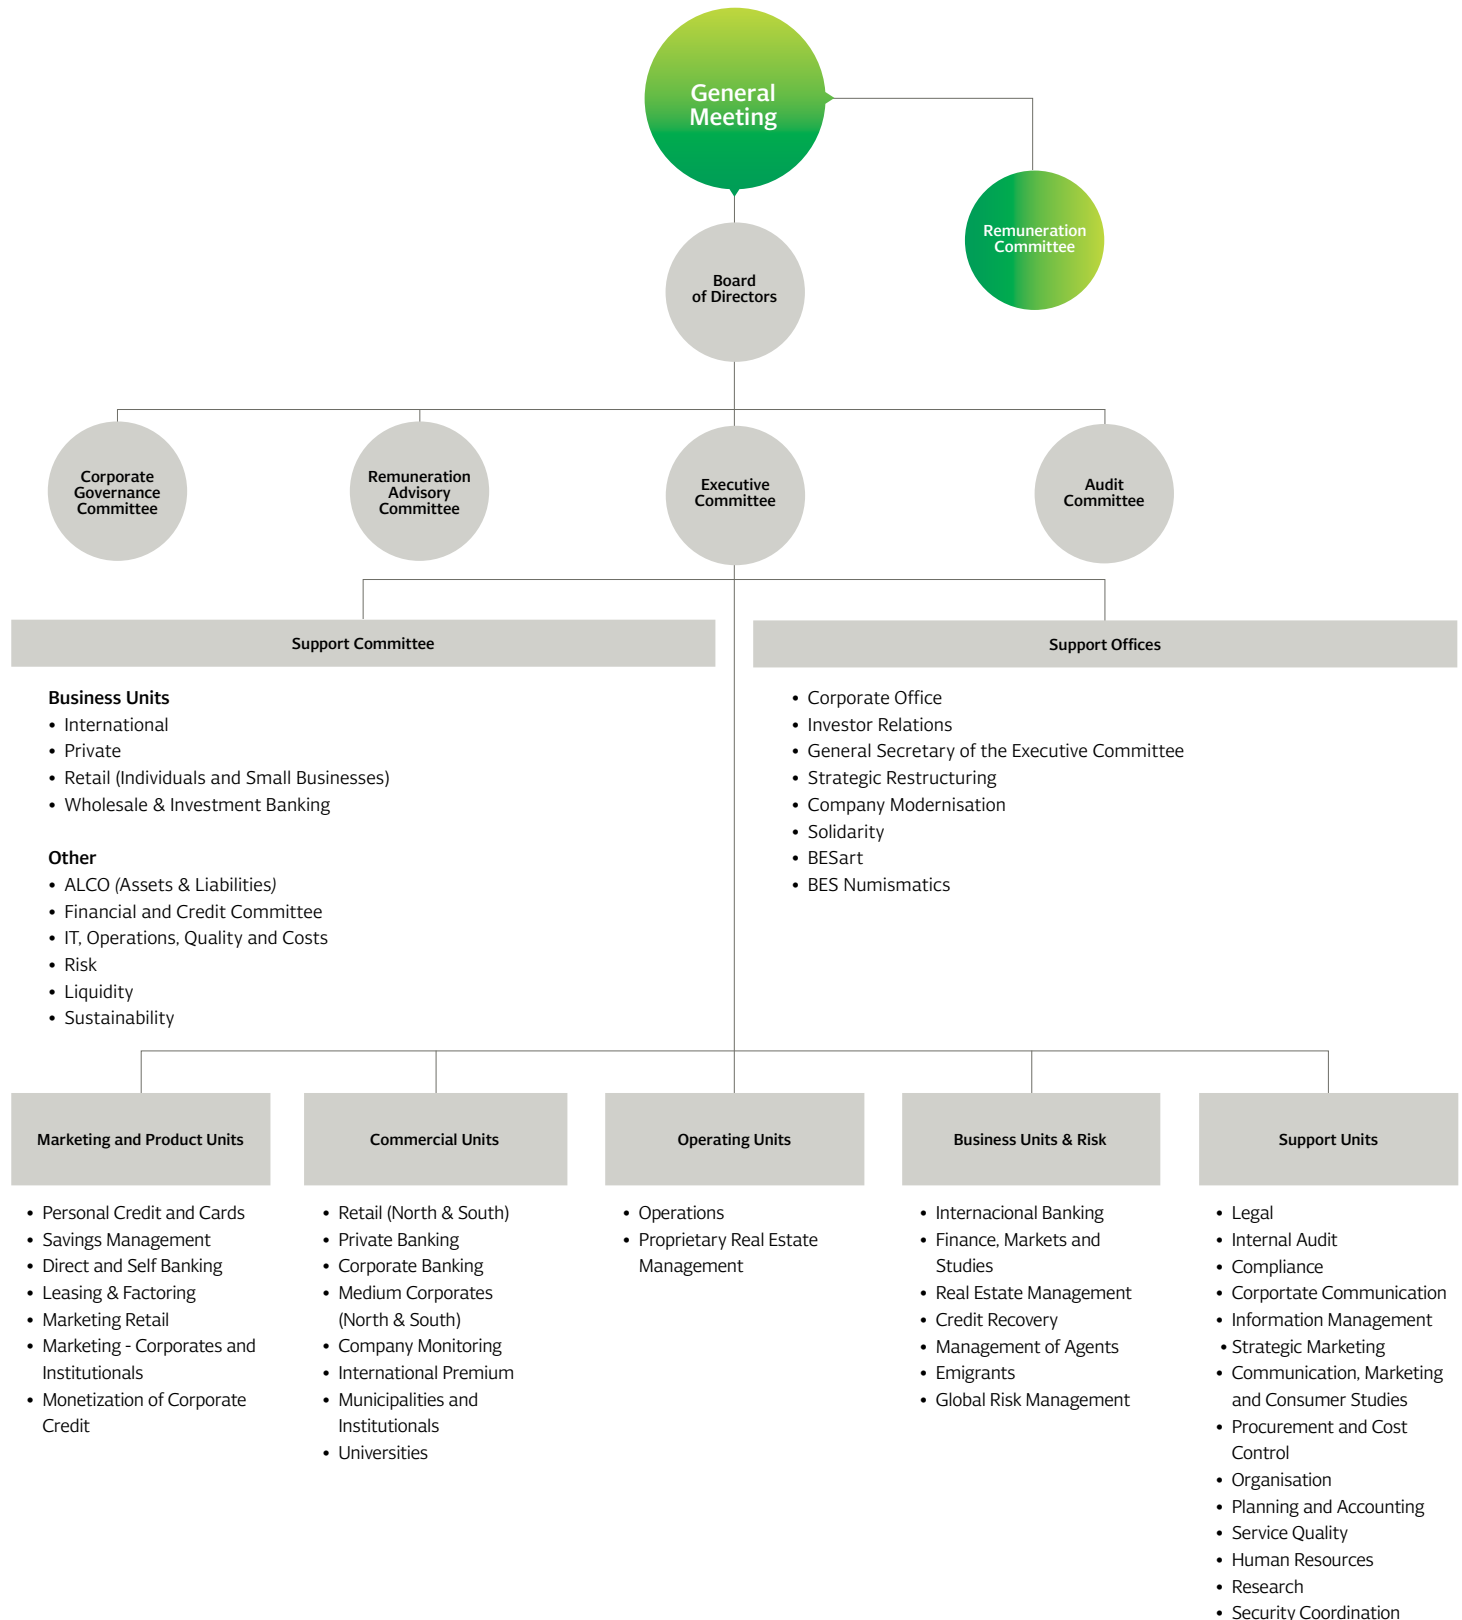 General
Meeting
Remuneration
Committee
Board
of Directors
Corporate
Governance
Committee
Remuneration
Advisory
Committee
Executive
Committee
Audit
Committee
Support Committee
Business Units
• International
• Private
• Retail (Individuals and Small Businesses)
• Wholesale & Investment Banking
Other
• ALCO (Assets & Liabilities)
• Financial and Credit Committee
• IT, Operations, Quality and Costs
• Risk
• Liquidity
• Sustainability
Support Offices
• Corporate Office
• Investor Relations
• General Secretary of the Executive Committee
• Strategic Restructuring
• Company Modernisation
• Solidarity
• BESart
• BES Numismatics
Marketing and Product Units
• Personal Credit and Cards
• Savings Management
• Direct and Self Banking
• Leasing & Factoring
• Marketing Retail
• Marketing - Corporates and
Institutionals
• Monetization of Corporate
Credit
Commercial Units
• Retail (North & South)
• Private Banking
• Corporate Banking
• Medium Corporates
(North & South)
• Company Monitoring
• International Premium
• Municipalities and
Institutionals
• Universities
Operating Units
• Operations
• Proprietary Real Estate
Management
Business Units & Risk
• Internacional Banking
• Finance, Markets and
Studies
• Real Estate Management
• Credit Recovery
• Management of Agents
• Emigrants
• Global Risk Management
Support Units
• Legal
• Internal Audit
• Compliance
• Corportate Communication
• Information Management
• Strategic Marketing
• Communication, Marketing
and Consumer Studies
• Procurement and Cost
Control
• Organisation
• Planning and Accounting
• Service Quality
• Human Resources
• Research
• Security Coordination